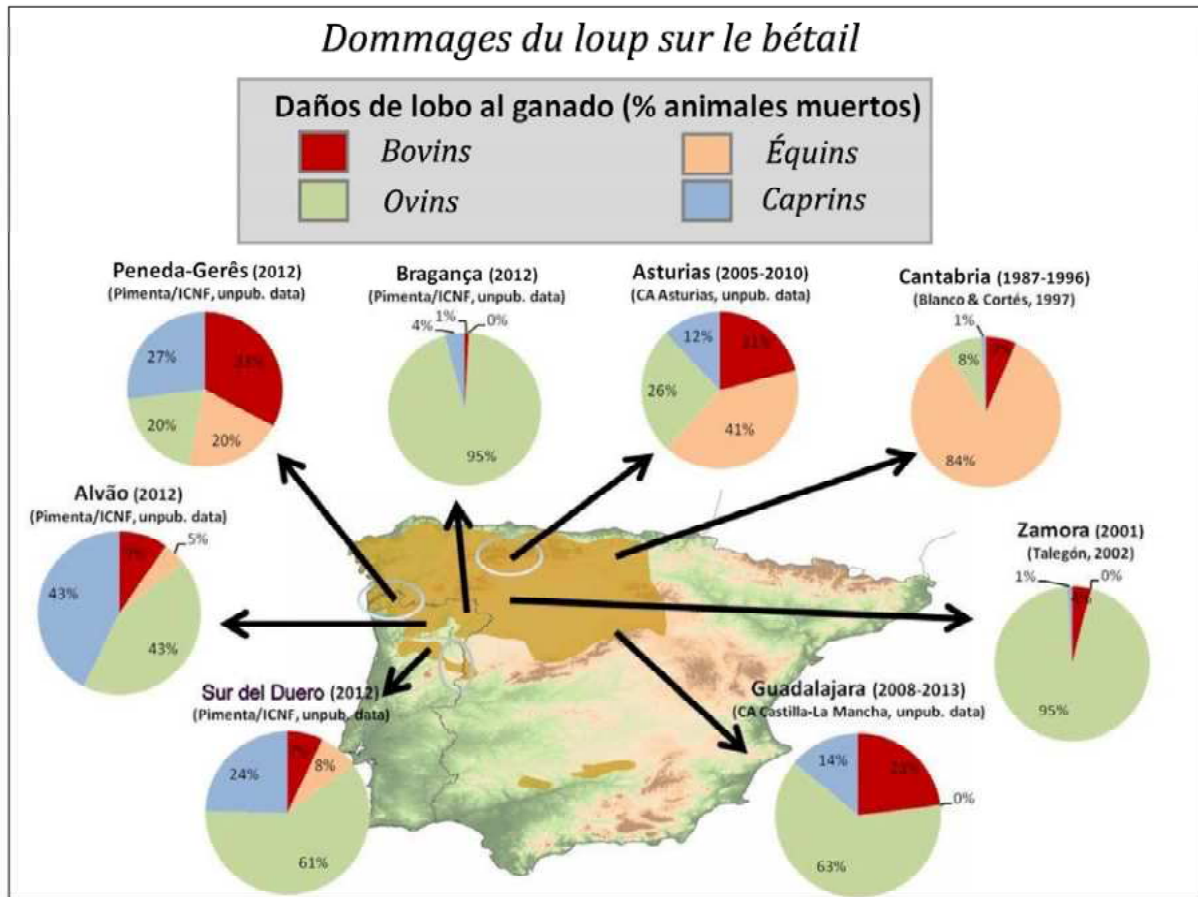 Dommages du loup sur le bétail
Daños de lobo al ganado (% animales muertos)
Bovins
Équins
Ovins
Caprins
Peneda-Gerês (2012)
(Pimenta/ICNF, unpub. data)
27%
33%
20%
20%
Bragança (2012)
(Pimenta/ICNF, unpub. data)
1%
0%
4%
95%
Asturias (2005-2010)
(CA Asturias, unpub. data)
12%
21%
26%
41%
Cantabria (1987-1996)
(Blanco & Cortés, 1997)
1%
8%
7%
84%
Alvão (2012)
(Pimenta/ICNF, unpub. data)
9%
5%
43%
43%
Zamora (2001)
(Talegón, 2002)
1%
0%
95%
Sur del Duero (2012)
(Pimenta/ICNF, unpub. data)
7%
8%
24%
61%
Guadalajara (2008-2013)
(CA Castilla-La Mancha, unpub. data)
14%
23%
0%
63%